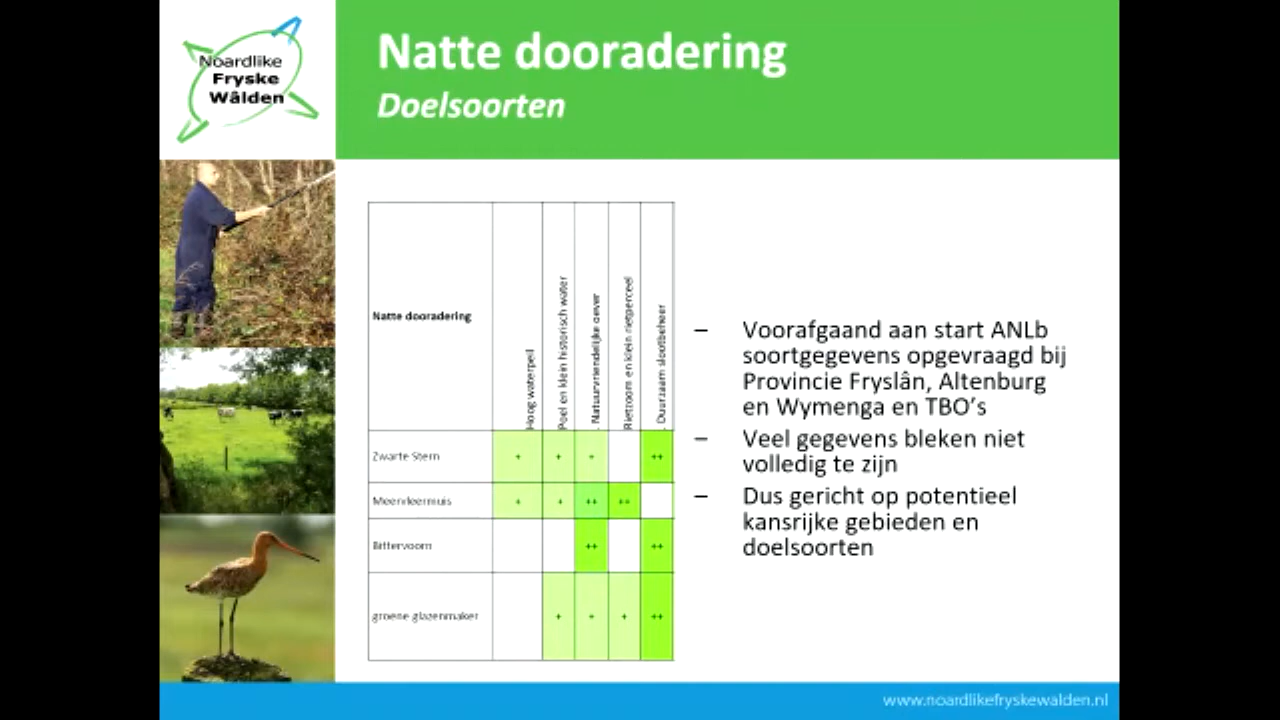 Noardlike
Fryske
Wâlden
Natte dooradering
Doelsoorten
Natte dooradering
Hoog waterpeil
Poel en klein historisch water
Natuurvriendelijke oever
Rietzoom en klein rietperceel
Duurzaam slootbeheer
Zwarte Stern + + + ++
Meervleermuis + + ++ ++
Bittervoorn ++ ++
groene glazenmaker + + + ++
– Voorafgaand aan start ANLb
soortgegevens opgevraagd bij
Provincie Fryslân, Altenburg
en Wymenga en TBO's
– Veel gegevens bleken niet
volledig te zijn
– Dus gericht op potentieel
kansrijke gebieden en
doelsoorten
www.noardlikefryskewalden.nl